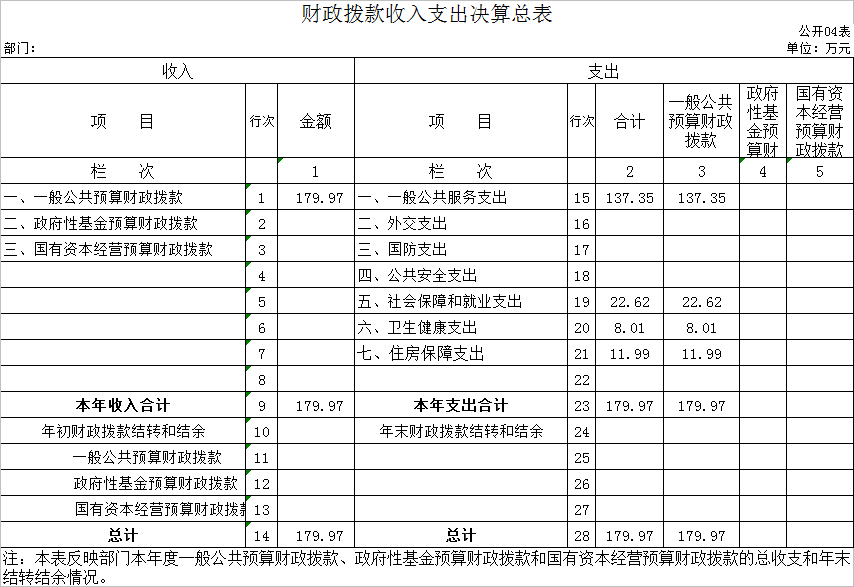 财政拨款收入支出决算总表
公开04表
部门： 单位：万元
收入 支出
项 目 行次 金额 项 目 行次 合计 一般公共预算财政拨款 政府性基金预算财 国有资本经营预算财政拨款
栏 次 1 栏 次 2 3 4 5
一、一般公共预算财政拨款 1 179.97 一、一般公共服务支出 15 137.35 137.35
二、政府性基金预算财政拨款 2 二、外交支出 16
三、国有资本经营预算财政拨款 3 三、国防支出 17
4 四、公共安全支出 18
5 五、社会保障和就业支出 19 22.62 22.62
6 六、卫生健康支出 20 8.01 8.01
7 七、住房保障支出 21 11.99 11.99
8 22
本年收入合计 9 179.97 本年支出合计 23 179.97 179.97
年初财政拨款结转和结余 10 年末财政拨款结转和结余 24
一般公共预算财政拨款 11 25
政府性基金预算财政拨款 12 26
国有资本经营预算财政拨款 13 27
总计 14 179.97 总计 28 179.97 179.97
注：本表反映部门本年度一般公共预算财政拨款、政府性基金预算财政拨款和国有资本经营预算财政拨款的总收支和年末
结转结余情况。